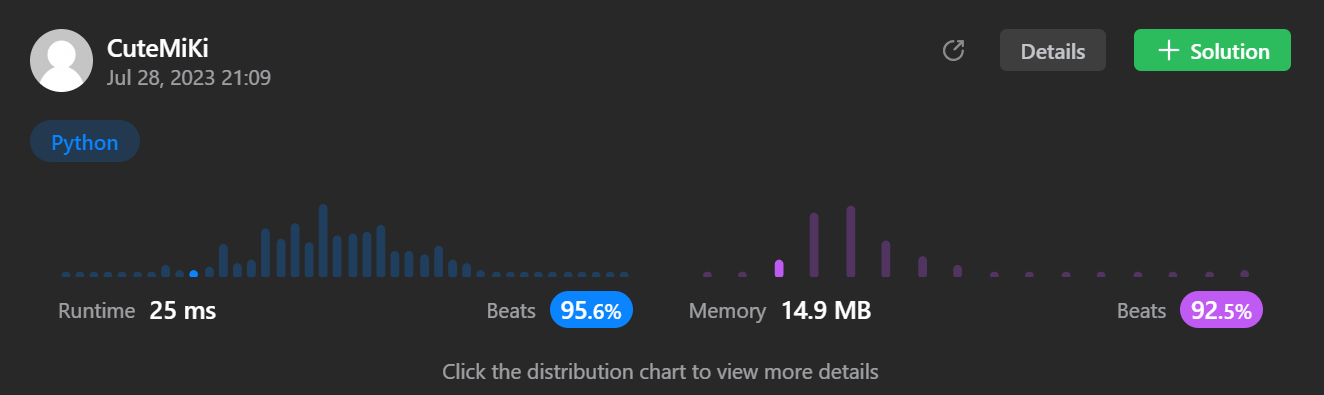 CuteMiKi
Jul 28, 2023 21:09
Details
Solution
Python
Runtime 25 ms Beats 95.6%
Memory 14.9 MB Beats 92.5%
Click the distribution chart to view more details